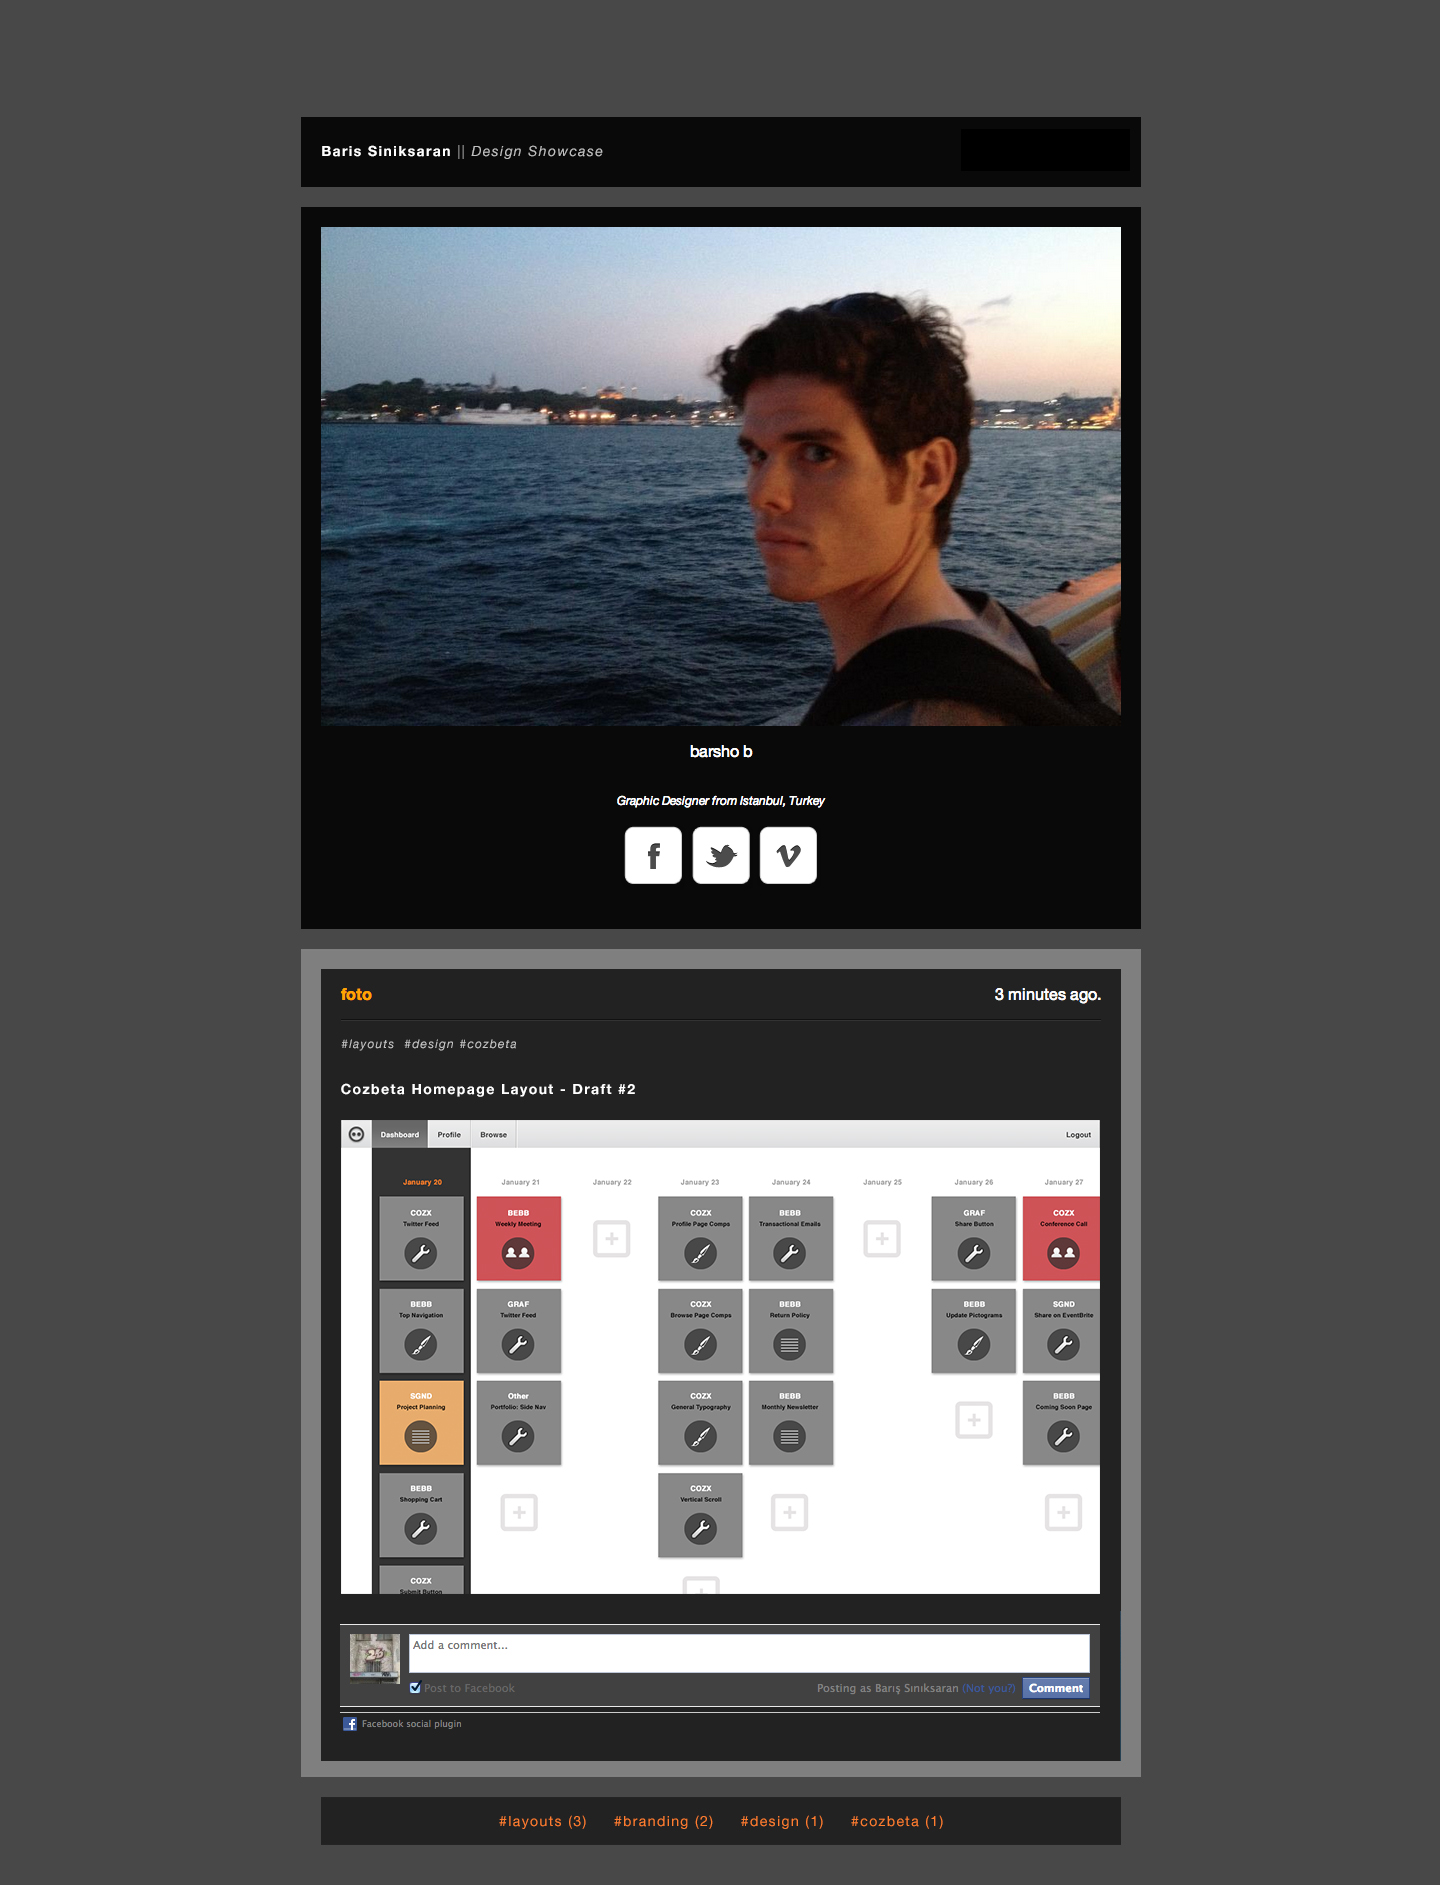 Baris Siniksaran || Design Showcase
barsho b
Graphic Designer from Istanbul, Turkey
foto
3 minutes ago.
#layouts #design #cozbeta
Cozbeta Homepage Layout - Draft #2
Dashboard Profile Browse Logout
January 20 January 21 January 22 January 23 January 24 January 25 January 26 January 27
COZX BEBB COZX BEBB GRAF COZX
Twitter Feed Weekly Meeting Profile Page Comps Transactional Emails Share Button Conference Call
BEBB GRAF COZX BEBB BEBB SGND
Top Navigation Twitter Feed Browse Page Comps Return Policy Update Pictograms Share on EventBrite
SGND Other COZX BEBB BEBB
Project Planning Portfolio: Side Nav General Typography Monthly Newsletter Coming Soon Page
BEBB COZX
Shopping Cart Vertical Scroll
COZX
Submit Button
Add a comment...
Post to Facebook
Posting as Barış Sınıksaran (Not you?) Comment
Facebook social plugin
#layouts (3) #branding (2) #design (1) #cozbeta (1)